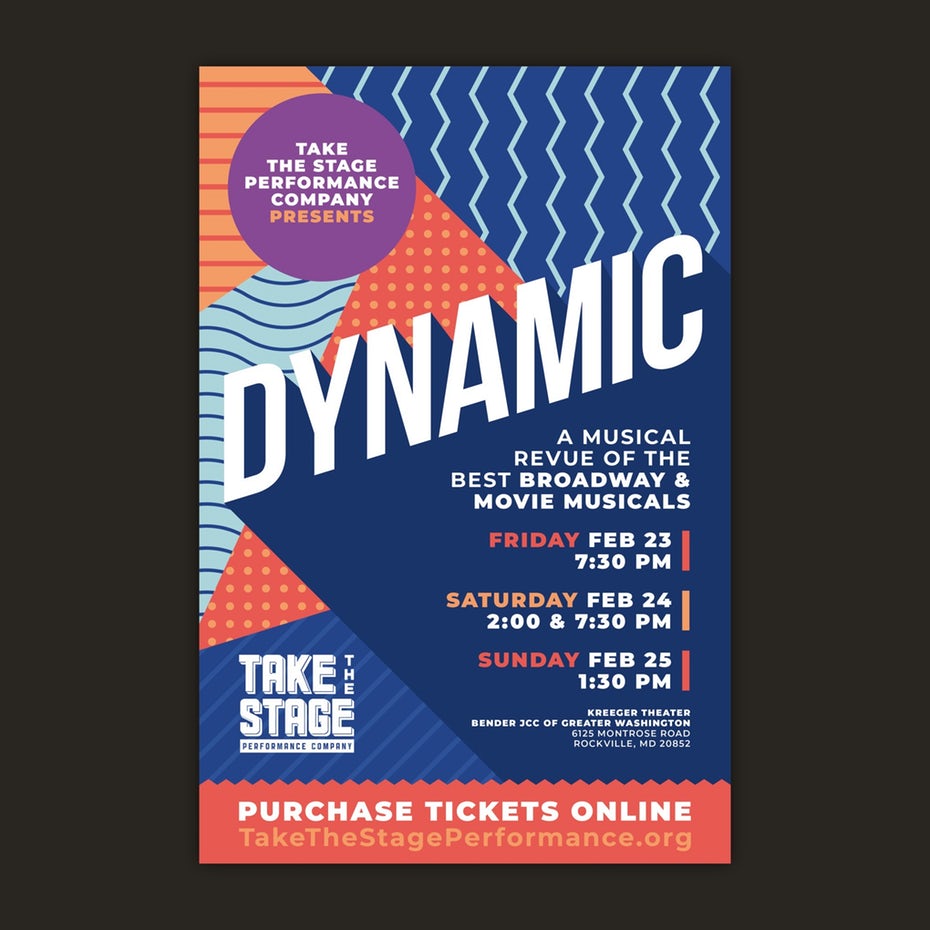 TAKE
THE STAGE
PERFORMANCE
COMPANY
PRESENTS
DYNAMIC
A MUSICAL
REVUE OF THE
BEST BROADWAY &
MOVIE MUSICALS
FRIDAY FEB 23
7:30 PM
SATURDAY FEB 24
2:00 & 7:30 PM
SUNDAY FEB 25
1:30 PM
KREEGER THEATER
BENDER JCC OF GREATER WASHINGTON
6125 MONTROSE ROAD
ROCKVILLE, MD 20852
TAKE THE
STAGE
PERFORMANCE COMPANY
PURCHASE TICKETS ONLINE
TakeTheStagePerformance.org